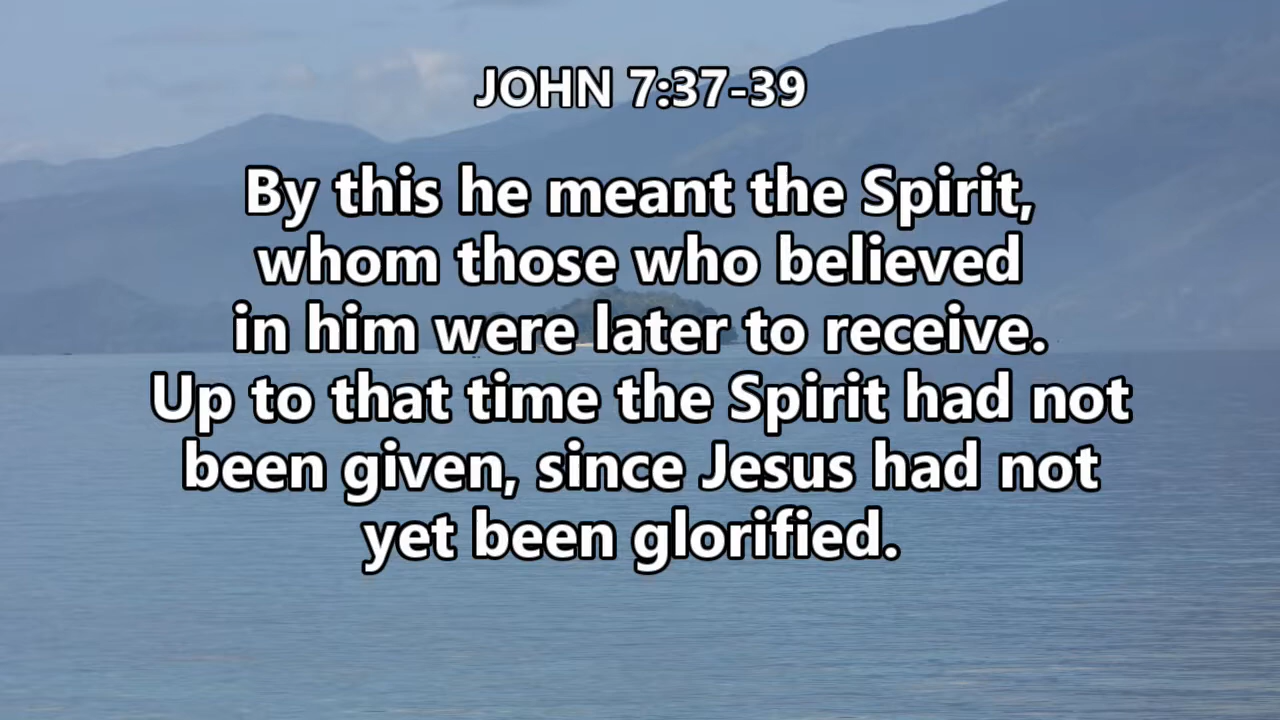 JOHN 7:37-39
By this he meant the Spirit,
whom those who believed
in him were later to receive.
Up to that time the Spirit had not
been given, since Jesus had not
yet been glorified.